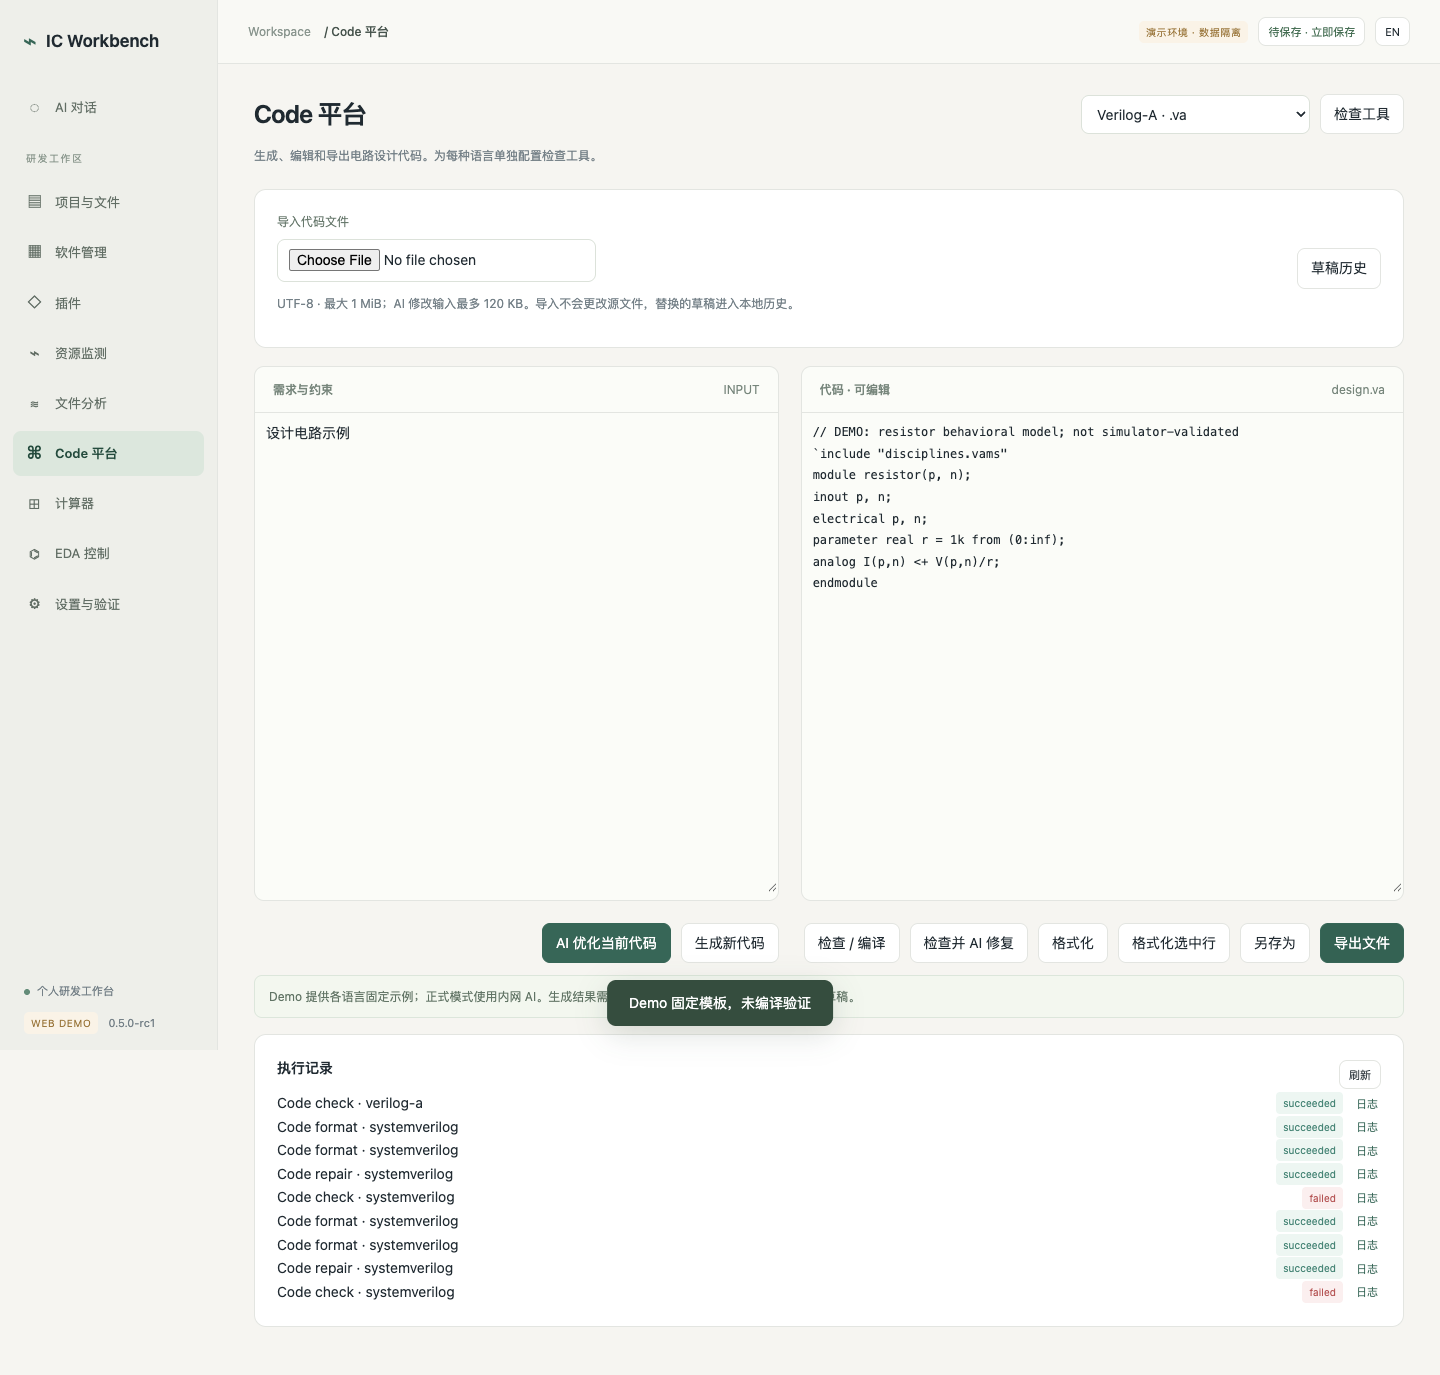 IC Workbench
AI 对话
研发工作区
项目与文件
软件管理
插件
资源监测
文件分析
Code 平台
计算器
EDA 控制
设置与验证
个人研发工作台
WEB DEMO 0.5.0-rc1
Workspace / Code 平台
演示环境 · 数据隔离
待保存 · 立即保存
EN
Code 平台
Verilog-A · .va
检查工具
生成、编辑和导出电路设计代码。为每种语言单独配置检查工具。
导入代码文件
Choose File No file chosen
草稿历史
UTF-8 · 最大 1 MiB；AI 修改输入最多 120 KB。导入不会更改源文件，替换的草稿进入本地历史。
需求与约束 INPUT
设计电路示例
代码 · 可编辑 design.va
// DEMO: resistor behavioral model; not simulator-validated
`include "disciplines.vams"
module resistor(p, n);
inout p, n;
electrical p, n;
parameter real r = 1k from (0:inf);
analog I(p,n) <+ V(p,n)/r;
endmodule
AI 优化当前代码
生成新代码
检查 / 编译
检查并 AI 修复
格式化
格式化选中行
另存为
导出文件
Demo 提供各语言固定示例；正式模式使用内网 AI。生成结果需
稿。
Demo 固定模板，未编译验证
执行记录
刷新
Code check · verilog-a succeeded 日志
Code format · systemverilog succeeded 日志
Code format · systemverilog succeeded 日志
Code repair · systemverilog succeeded 日志
Code check · systemverilog failed 日志
Code format · systemverilog succeeded 日志
Code format · systemverilog succeeded 日志
Code repair · systemverilog succeeded 日志
Code check · systemverilog failed 日志